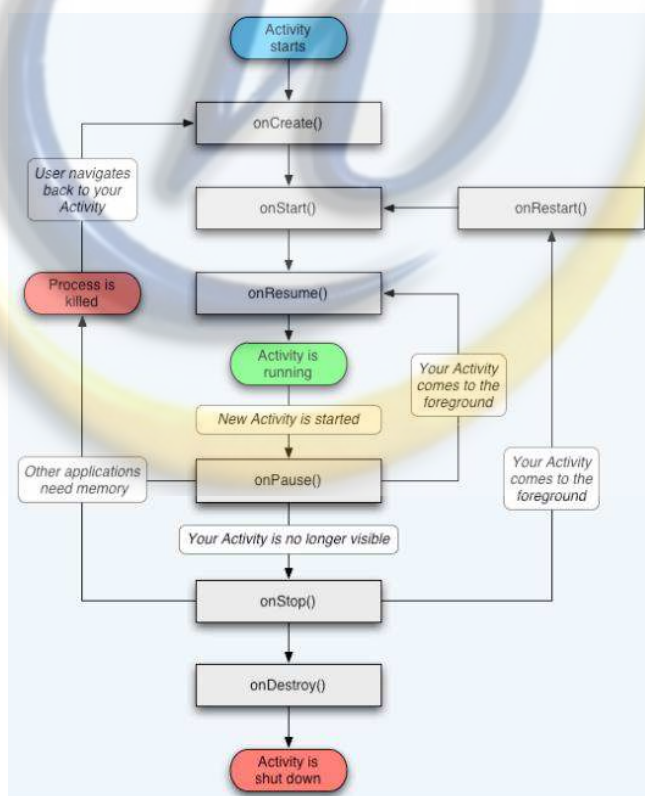 Activity
starts
onCreate()
User navigates
back to your
Activity
onStart()
onRestart()
Process is
killed
onResume()
Activity is
running
Your Activity
comes to the
foreground
New Activity is started
Other applications
need memory
onPause()
Your Activity
comes to the
foreground
Your Activity is no longer visible
onStop()
onDestroy()
Activity is
shut down